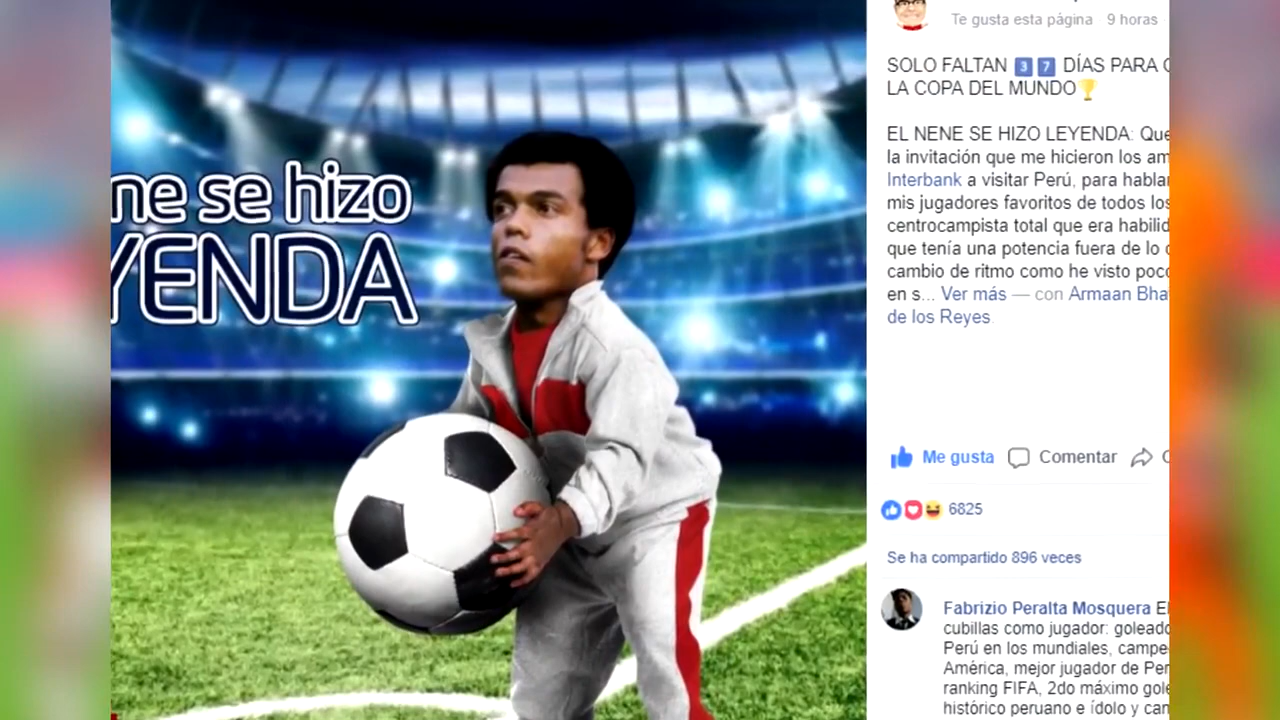 ne se hizo
YENDA
Te gusta esta página · 9 horas
SOLO FALTAN 3 7 DÍAS PARA
LA COPA DEL MUNDO🏆
EL NENE SE HIZO LEYENDA: Que
la invitación que me hicieron los am
Interbank a visitar Perú, para hablar
mis jugadores favoritos de todos los
centrocampista total que era habilid
que tenía una potencia fuera de lo
cambio de ritmo como he visto poco
en s... Ver más — con Armaan Bha
de los Reyes.
Me gusta Comentar
6825
Se ha compartido 896 veces
Fabrizio Peralta Mosquera El
cubillas como jugador: goleado
Perú en los mundiales, campe
América, mejor jugador de Per
ranking FIFA, 2do máximo gole
histórico peruano e ídolo y can